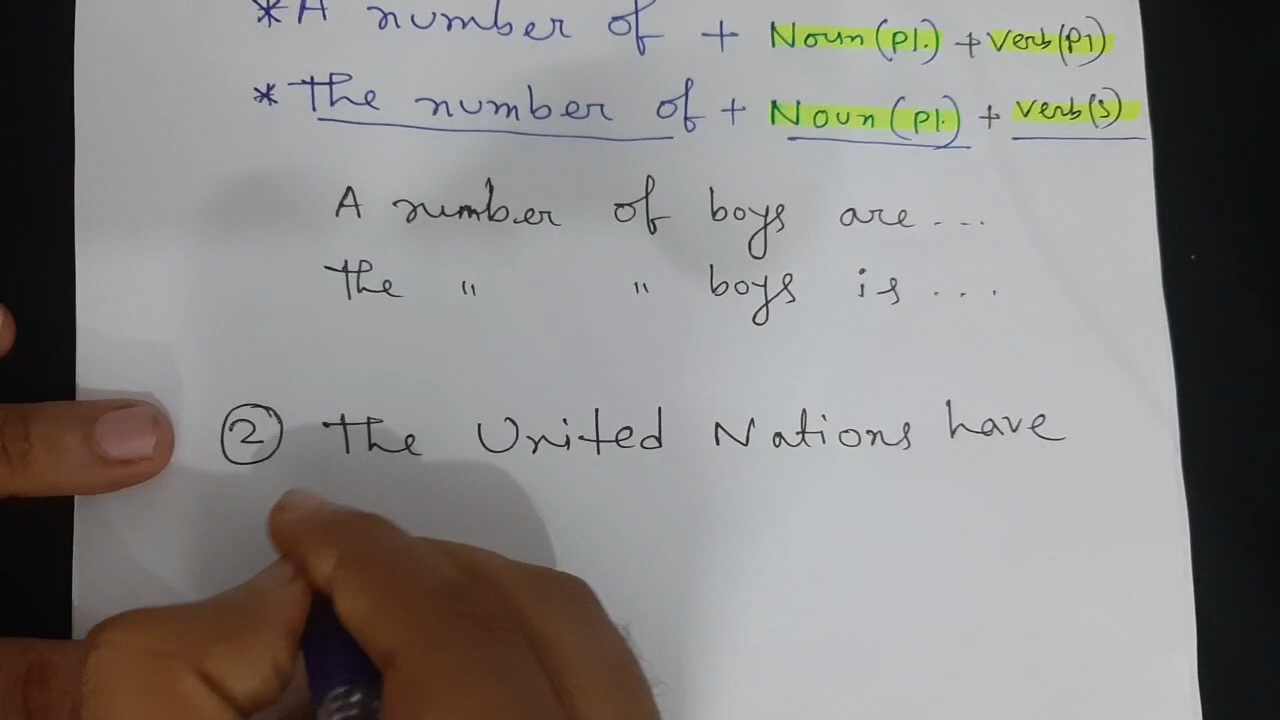 *A number of + Noun(pl.) + verb(pl)
*The number of + Noun(pl.) + verb(s)
A number of boys are...
The " " boys is ...
② The United Nations have